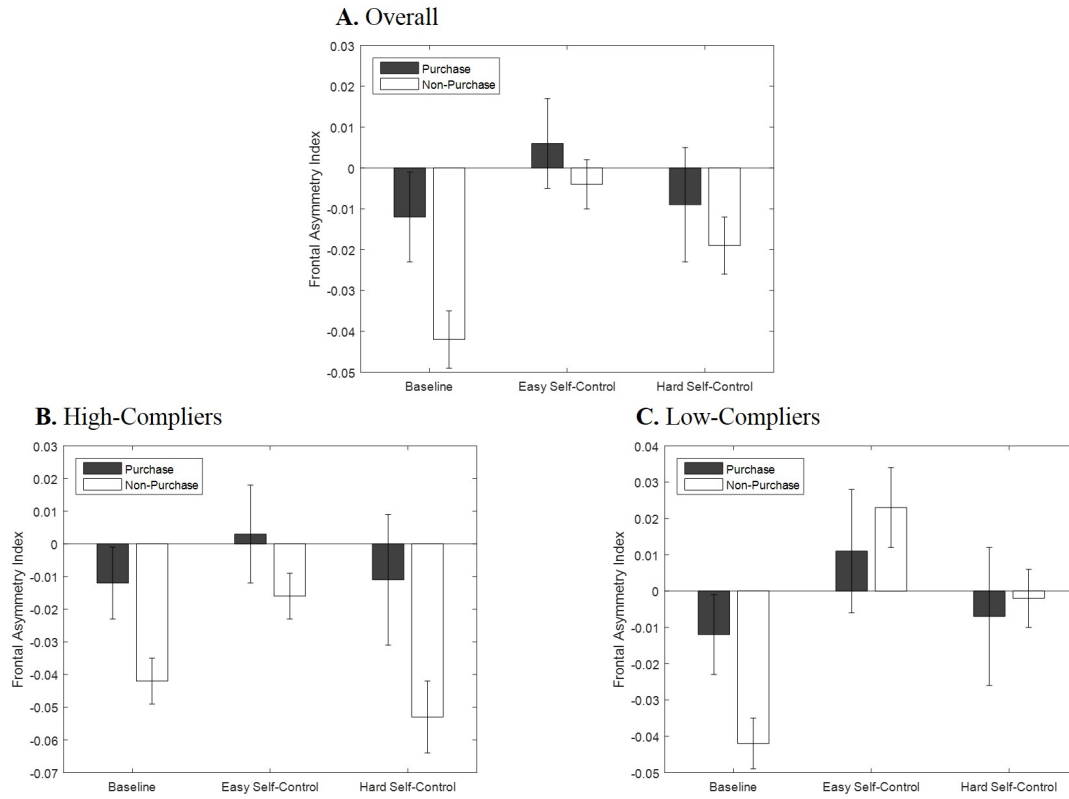 A. Overall
0.03
0.02
0.01
0
-0.01
-0.02
-0.03
-0.04
-0.05
Frontal Asymmetry Index
Purchase
Non-Purchase
Baseline Easy Self-Control Hard Self-Control
B. High-Compliers
0.03
0.02
0.01
0
-0.01
-0.02
-0.03
-0.04
-0.05
-0.06
-0.07
Frontal Asymmetry Index
Purchase
Non-Purchase
Baseline Easy Self-Control Hard Self-Control
C. Low-Compliers
0.04
0.03
0.02
0.01
0
-0.01
-0.02
-0.03
-0.04
-0.05
Frontal Asymmetry Index
Purchase
Non-Purchase
Baseline Easy Self-Control Hard Self-Control